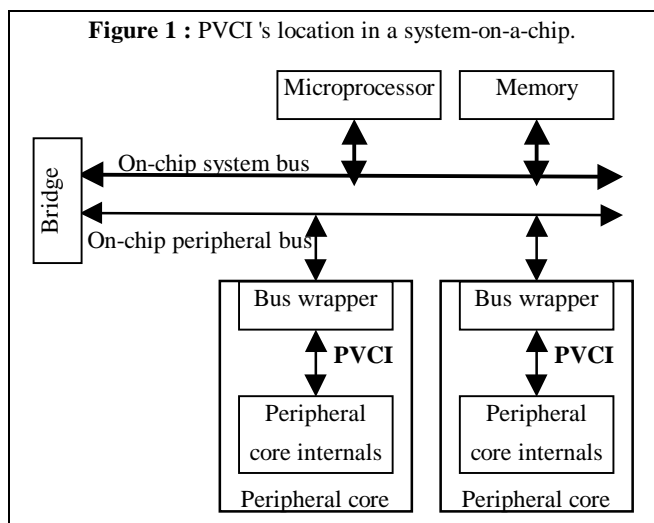 Figure 1 : PVCI 's location in a system-on-a-chip.
Microprocessor
Memory
Bridge
On-chip system bus
On-chip peripheral bus
Bus wrapper
PVCI
Peripheral
core internals
Peripheral core
Bus wrapper
PVCI
Peripheral
core internals
Peripheral core